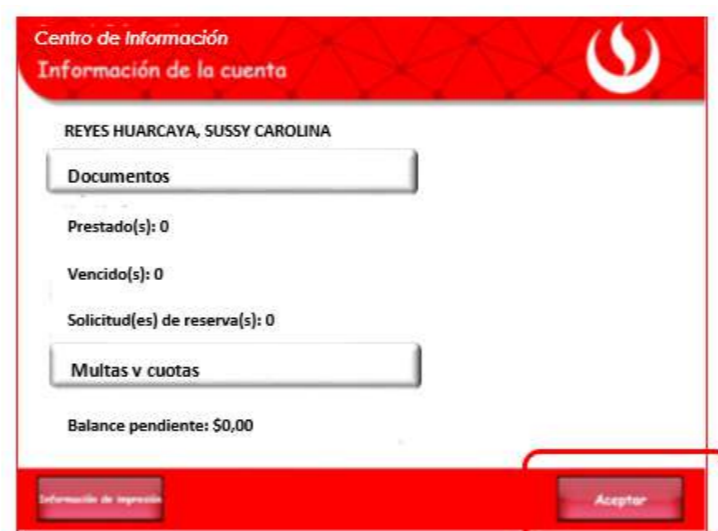 Centro de Información
Información de la cuenta
REYES HUARCAYA, SUSSY CAROLINA
Documentos
Prestado(s): 0
Vencido(s): 0
Solicitud(es) de reserva(s): 0
Multas y cuotas
Balance pendiente: $0,00
Información de impresión
Aceptar